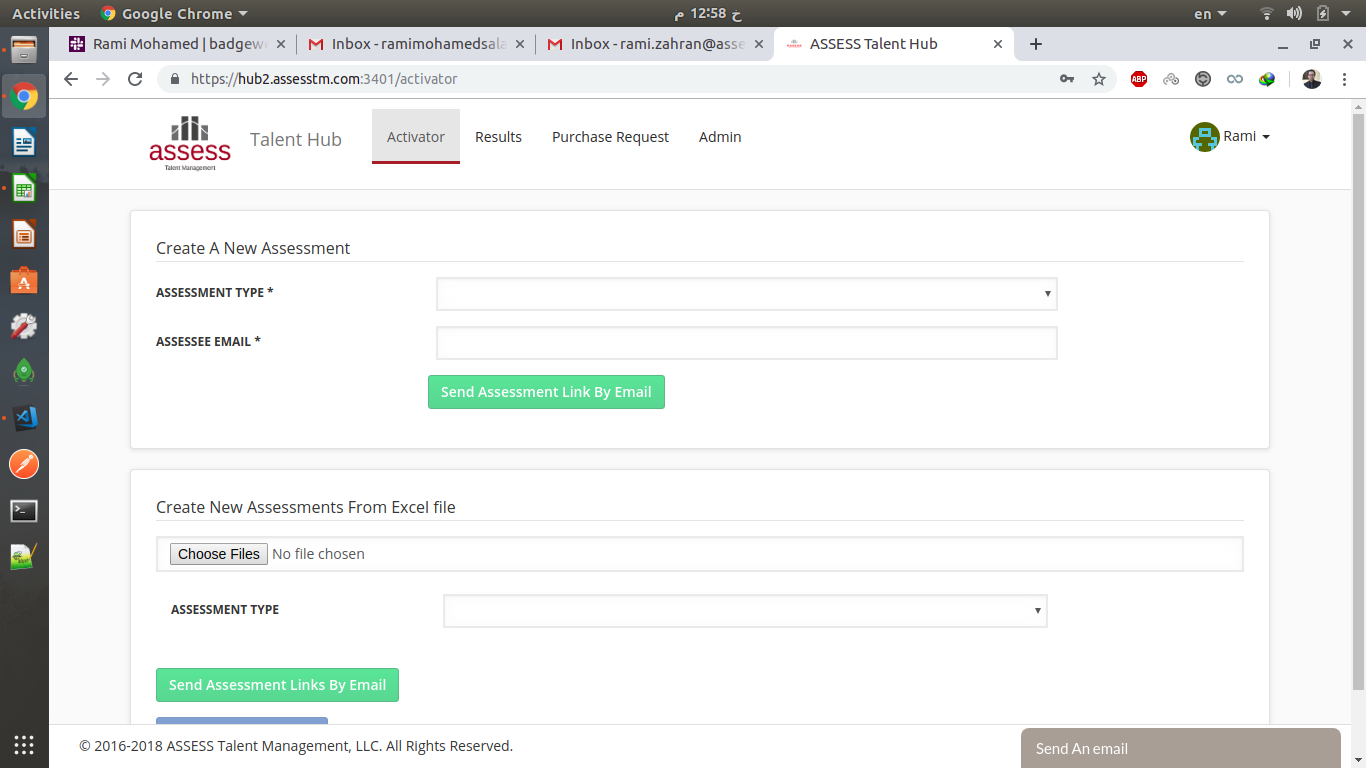 Activities
Google Chrome
خ 12:58 م
en
Rami Mohamed | badgew
Inbox - ramimohamedsala
Inbox - rami.zahran@asse
ASSESS Talent Hub
https://hub2.assesstm.com:3401/activator
ABP
assess
Talent Management
Talent Hub
Activator
Results
Purchase Request
Admin
Rami
Create A New Assessment
ASSESSMENT TYPE *
ASSESSEE EMAIL *
Send Assessment Link By Email
Create New Assessments From Excel file
Choose Files No file chosen
ASSESSMENT TYPE
Send Assessment Links By Email
© 2016-2018 ASSESS Talent Management, LLC. All Rights Reserved.
Send An email